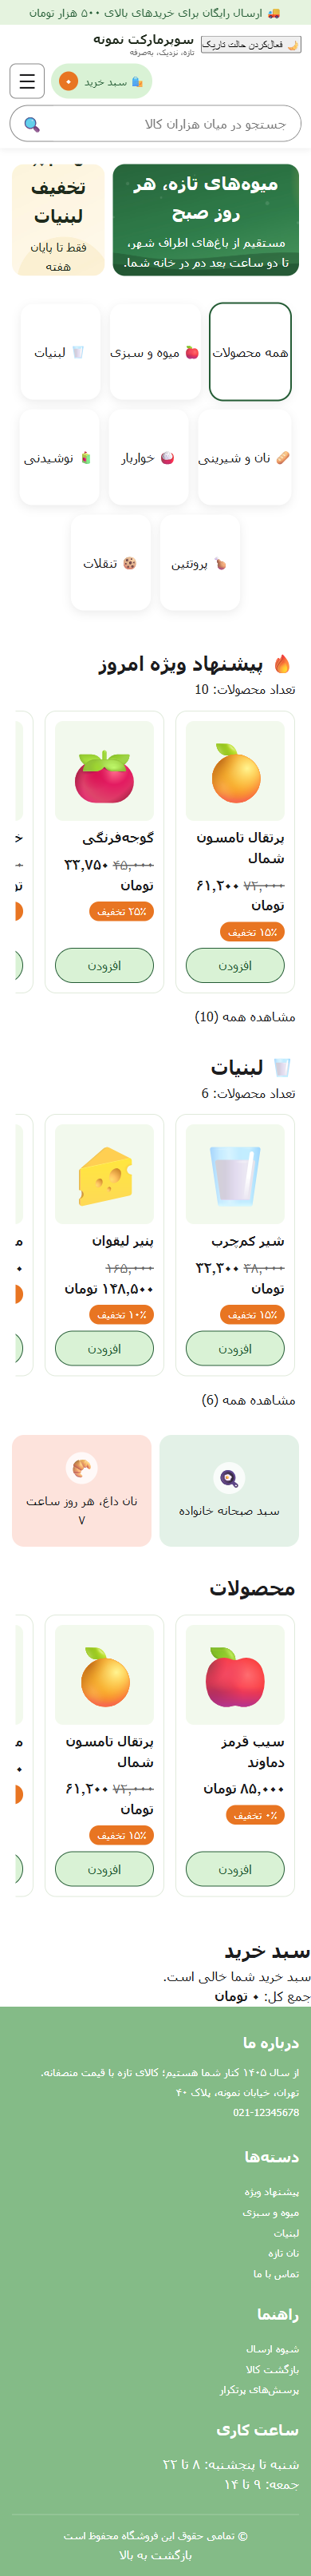 🚚 ارسال رایگان برای خریدهای بالای ۵۰۰ هزار تومان
سوپرمارکت نمونه
تازه، نزدیک، به‌صرفه
🌙 فعال‌کردن حالت تاریک
🛍️ سبد خرید ۰
جستجو در میان هزاران کالا
میوه‌های تازه، هر
روز صبح
مستقیم از باغ‌های اطراف شهر،
تا دو ساعت بعد دم در خانه شما.
تخفیف
لبنیات
فقط تا پایان
هفته
همه محصولات
🍎 میوه و سبزی
🥛 لبنیات
🥖 نان و شیرینی
🍚 خواربار
🧃 نوشیدنی
🍗 پروتئین
🍪 تنقلات
🔥 پیشنهاد ویژه امروز
تعداد محصولات: 10
پرتقال تامسون
شمال
۷۲,۰۰۰ ۶۱,۲۰۰
تومان
۱۵٪ تخفیف
افزودن
گوجه‌فرنگی
۴۵,۰۰۰ ۳۳,۷۵۰
تومان
۲۵٪ تخفیف
افزودن
مشاهده همه (10)
🥛 لبنیات
تعداد محصولات: 6
شیر کم‌چرب
۳۸,۰۰۰ ۳۲,۳۰۰
تومان
۱۵٪ تخفیف
افزودن
پنیر لیقوان
۱۶۵,۰۰۰
۱۴۸,۵۰۰ تومان
۱۰٪ تخفیف
افزودن
مشاهده همه (6)
سبد صبحانه خانواده
نان داغ، هر روز ساعت
۷
محصولات
سیب قرمز
دماوند
۸۵,۰۰۰ تومان
۰٪ تخفیف
افزودن
پرتقال تامسون
شمال
۷۲,۰۰۰ ۶۱,۲۰۰
تومان
۱۵٪ تخفیف
افزودن
سبد خرید
سبد خرید شما خالی است.
جمع کل: ۰ تومان
درباره ما
از سال ۱۴۰۵ کنار شما هستیم؛ کالای تازه با قیمت منصفانه.
تهران، خیابان نمونه، پلاک ۴۰
021-12345678
دسته‌ها
پیشنهاد ویژه
میوه و سبزی
لبنیات
نان تازه
تماس با ما
راهنما
شیوه ارسال
بازگشت کالا
پرسش‌های پرتکرار
ساعت کاری
شنبه تا پنجشنبه: ۸ تا ۲۲
جمعه: ۹ تا ۱۴
© تمامی حقوق این فروشگاه محفوظ است
بازگشت به بالا